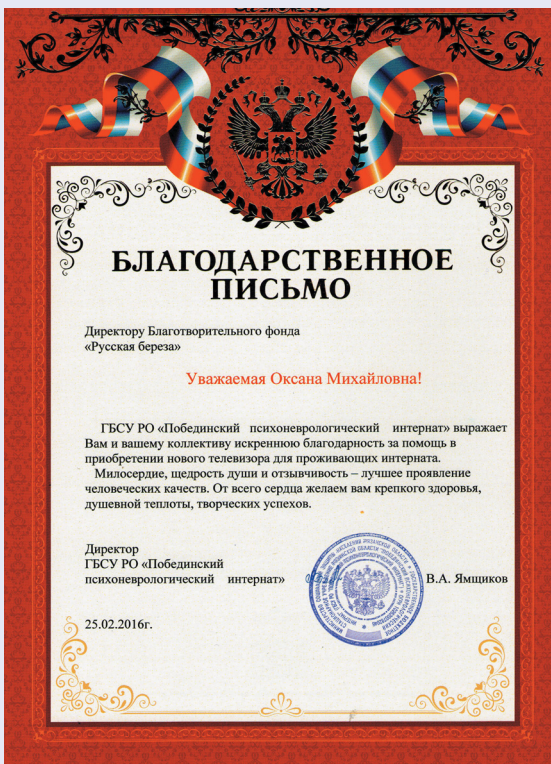 БЛАГОДАРСТВЕННОЕ
ПИСЬМО
Директору Благотворительного фонда
«Русская береза»
Уважаемая Оксана Михайловна!
ГБСУ РО «Побединский психоневрологический интернат» выражает
Вам и вашему коллективу искреннюю благодарность за помощь в
приобретении нового телевизора для проживающих интерната.
Милосердие, щедрость души и отзывчивость – лучшее проявление
человеческих качеств. От всего сердца желаем вам крепкого здоровья,
душевной теплоты, творческих успехов.
Директор
ГБСУ РО «Побединский
психоневрологический интернат»
В.А. Ямщиков
25.02.2016г.